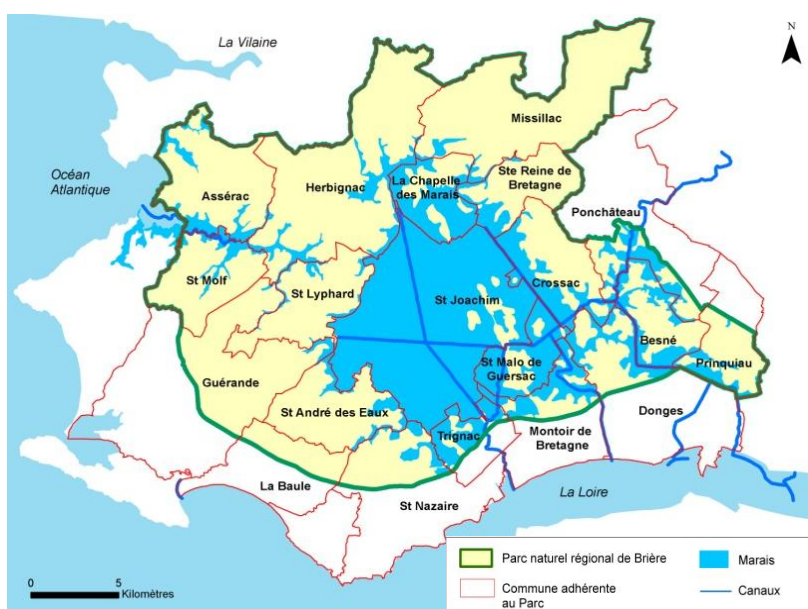 La Vilaine
N
Missillac
Océan
Atlantique
Assérac
Herbignac
La Chapelle
des Marais
Ste Reine de
Bretagne
Ponchâteau
St Molf
St Lyphard
St Joachim
Crossac
Guérande
St Malo de
Guersac
Besné
Prinquiau
St André des Eaux
Trignac
Montoir de
Bretagne
Donges
La Baule
St Nazaire
La Loire
0 5
Kilomètres
Parc naturel régional de Brière
Marais
Commune adhérente
au Parc
Canaux